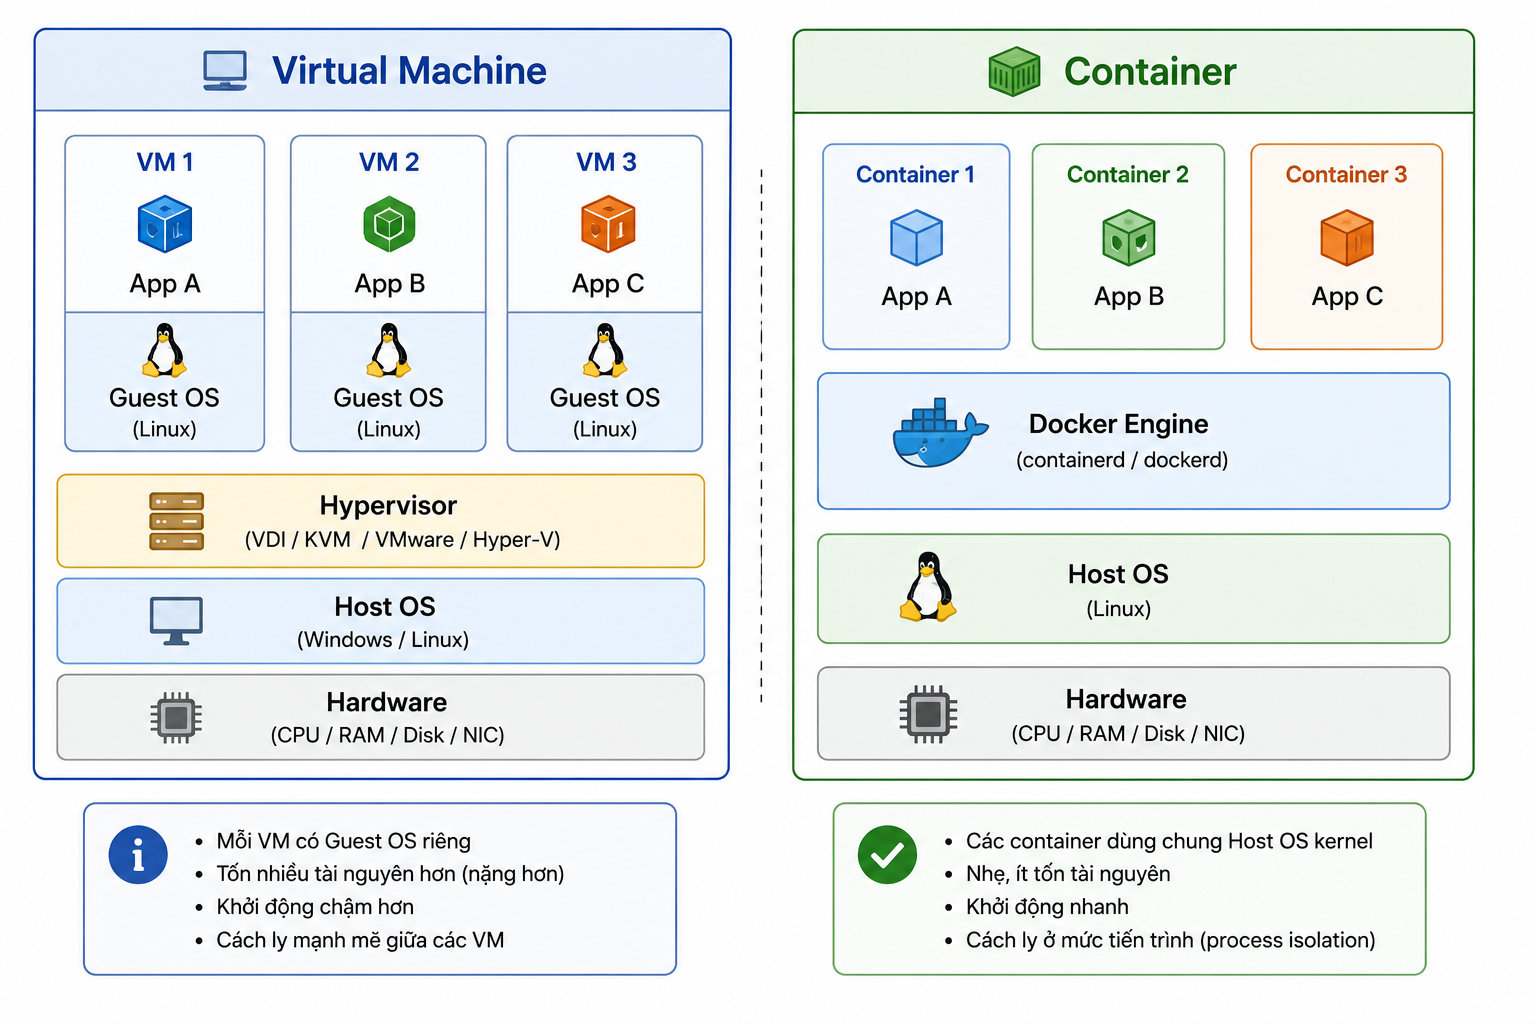 Virtual Machine
VM 1
App A
Guest OS
(Linux)
VM 2
App B
Guest OS
(Linux)
VM 3
App C
Guest OS
(Linux)
Hypervisor
(VDI / KVM / VMware / Hyper-V)
Host OS
(Windows / Linux)
Hardware
(CPU / RAM / Disk / NIC)
• Mỗi VM có Guest OS riêng
• Tốn nhiều tài nguyên hơn (nặng hơn)
• Khởi động chậm hơn
• Cách ly mạnh mẽ giữa các VM
Container
Container 1
App A
Container 2
App B
Container 3
App C
Docker Engine
(containerd / dockerd)
Host OS
(Linux)
Hardware
(CPU / RAM / Disk / NIC)
• Các container dùng chung Host OS kernel
• Nhẹ, ít tốn tài nguyên
• Khởi động nhanh
• Cách ly ở mức tiến trình (process isolation)